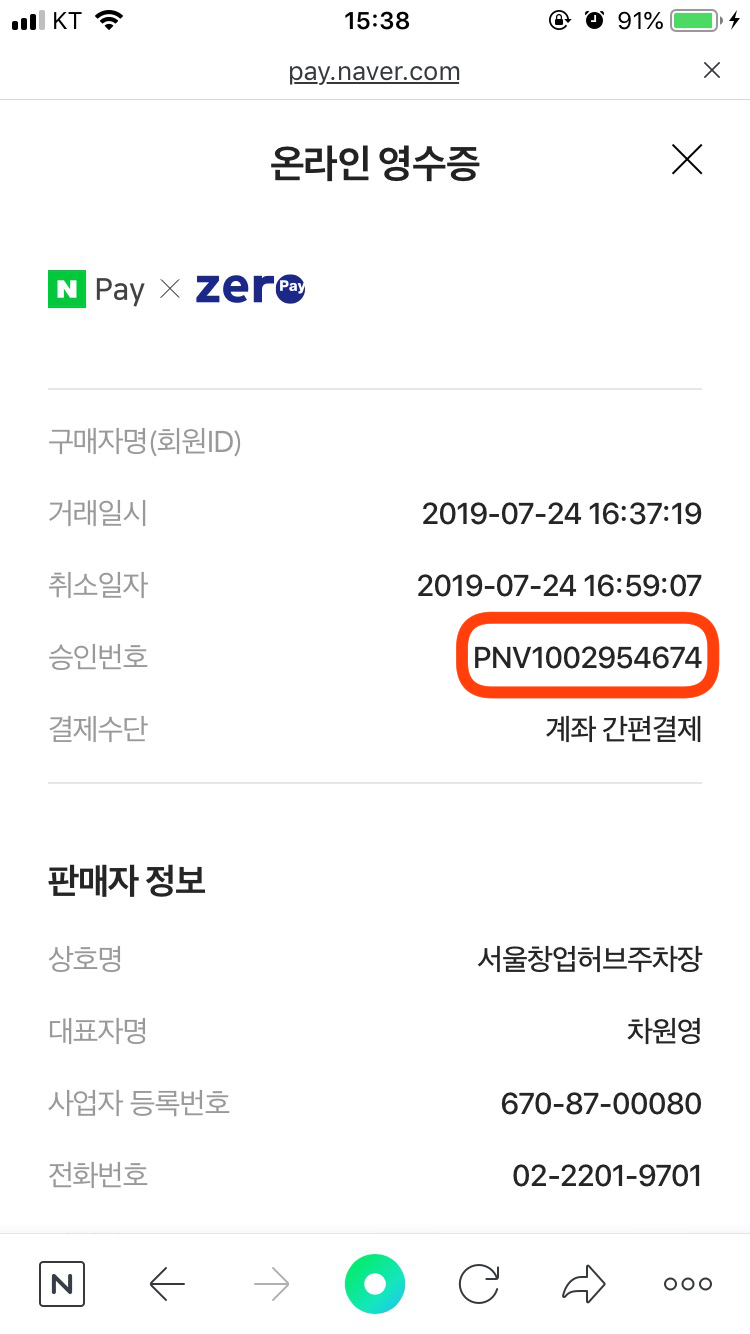 KT 15:38 91%
pay.naver.com
온라인 영수증
N Pay × zero Pay
구매자명(회원ID)
거래일시 2019-07-24 16:37:19
취소일자 2019-07-24 16:59:07
승인번호 PNV1002954674
결제수단 계좌 간편결제
판매자 정보
상호명 서울창업허브주차장
대표자명 차원영
사업자 등록번호 670-87-00080
전화번호 02-2201-9701
N